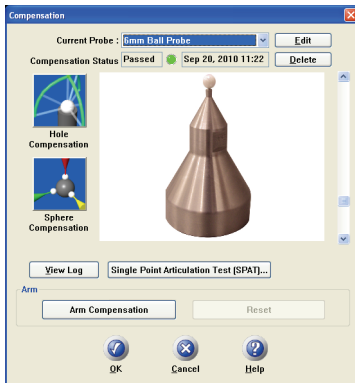 Compensation
Current Probe : 6mm Ball Probe Edit
Compensation Status Passed Sep 20, 2010 11:22 Delete
Hole
Compensation
Sphere
Compensation
View Log Single Point Articulation Test (SPAT)...
Arm
Arm Compensation Reset
OK Cancel Help